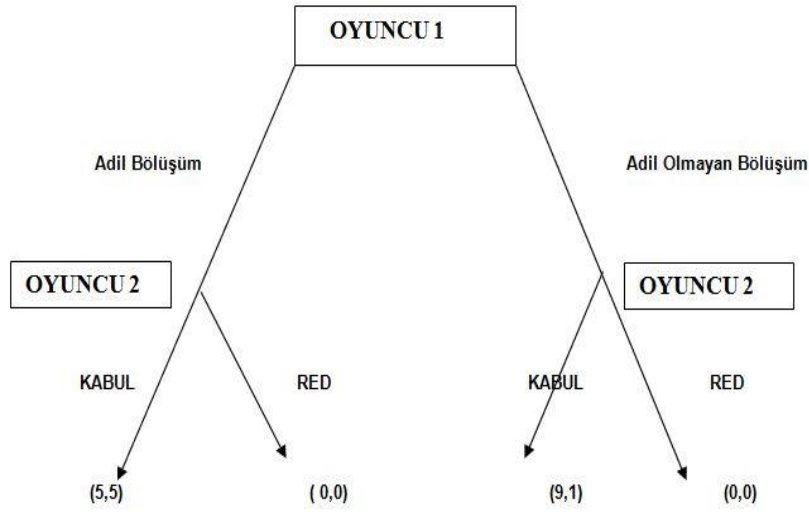 OYUNCU 1
Adil Bölüşüm
Adil Olmayan Bölüşüm
OYUNCU 2
OYUNCU 2
KABUL
RED
KABUL
RED
(5,5)
( 0,0)
(9,1)
(0,0)